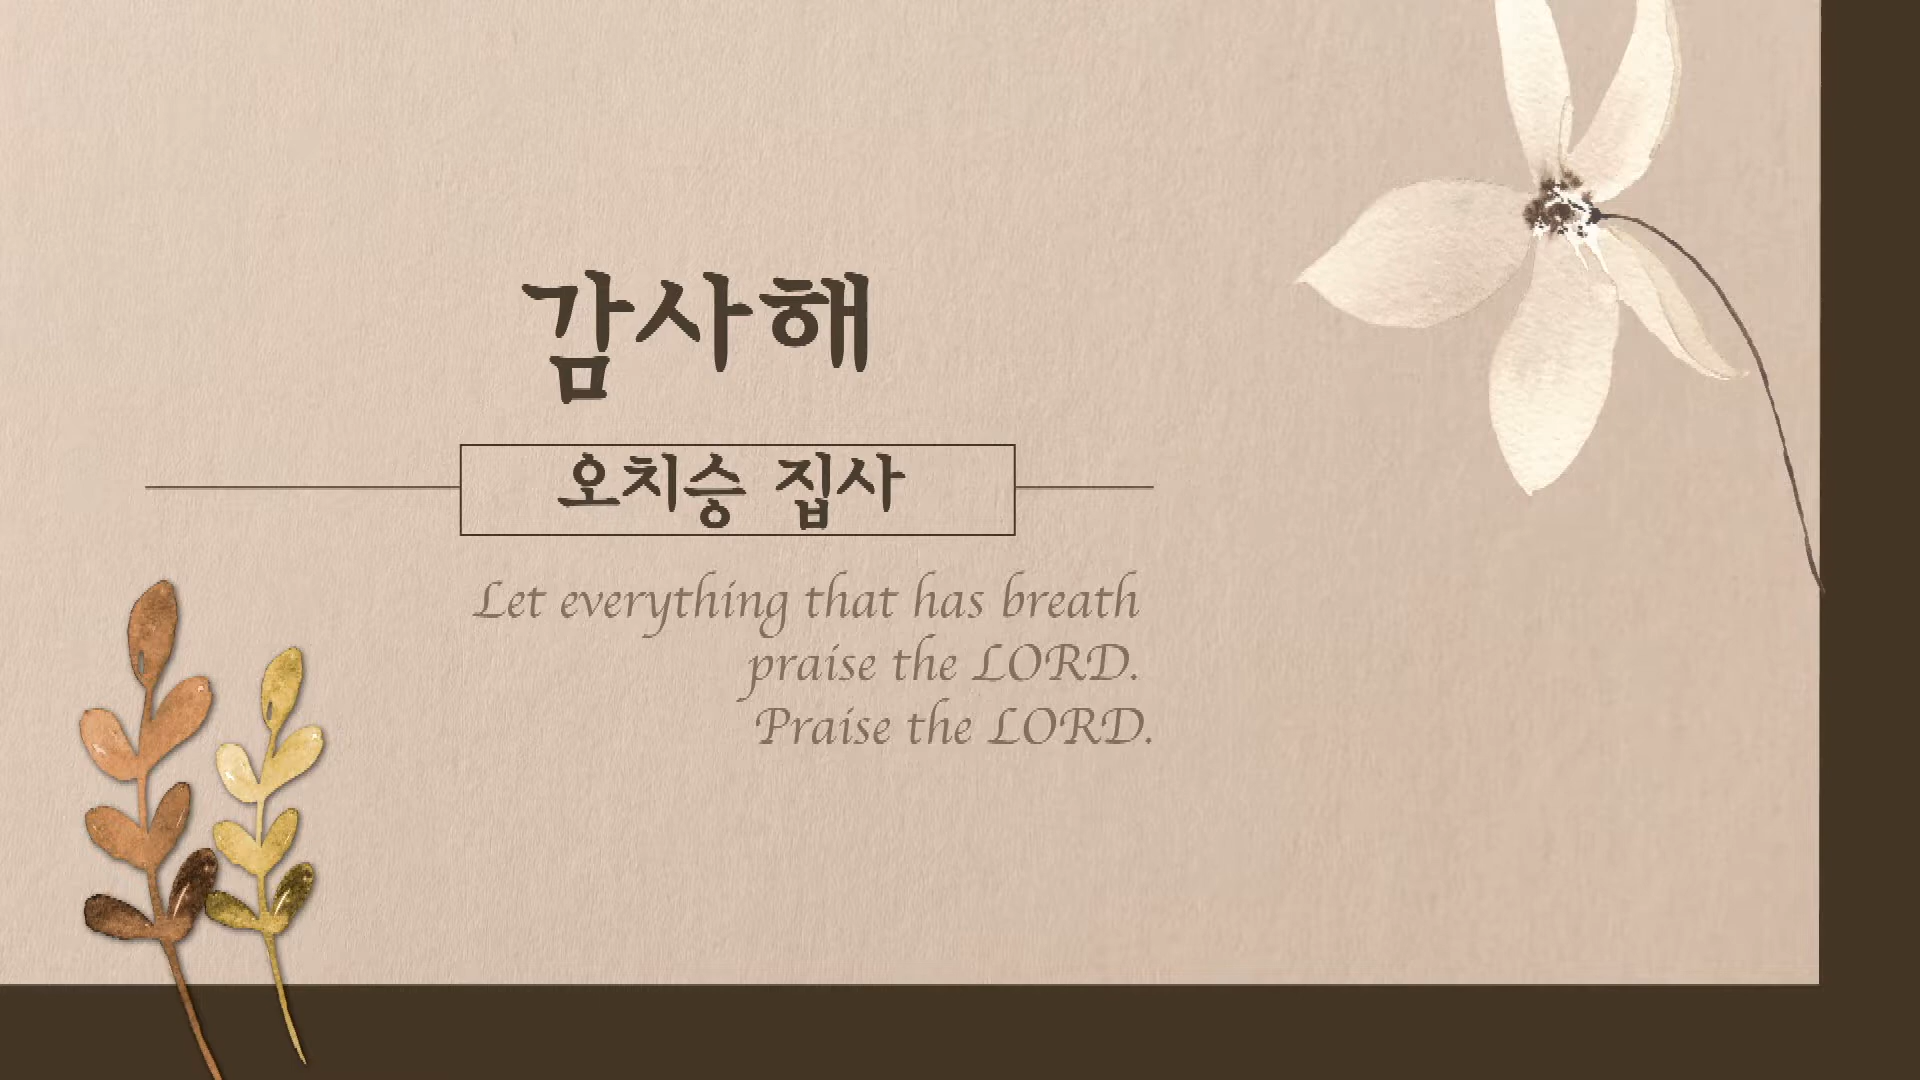 감사해
오치승 집사
Let everything that has breath
praise the LORD.
Praise the LORD.